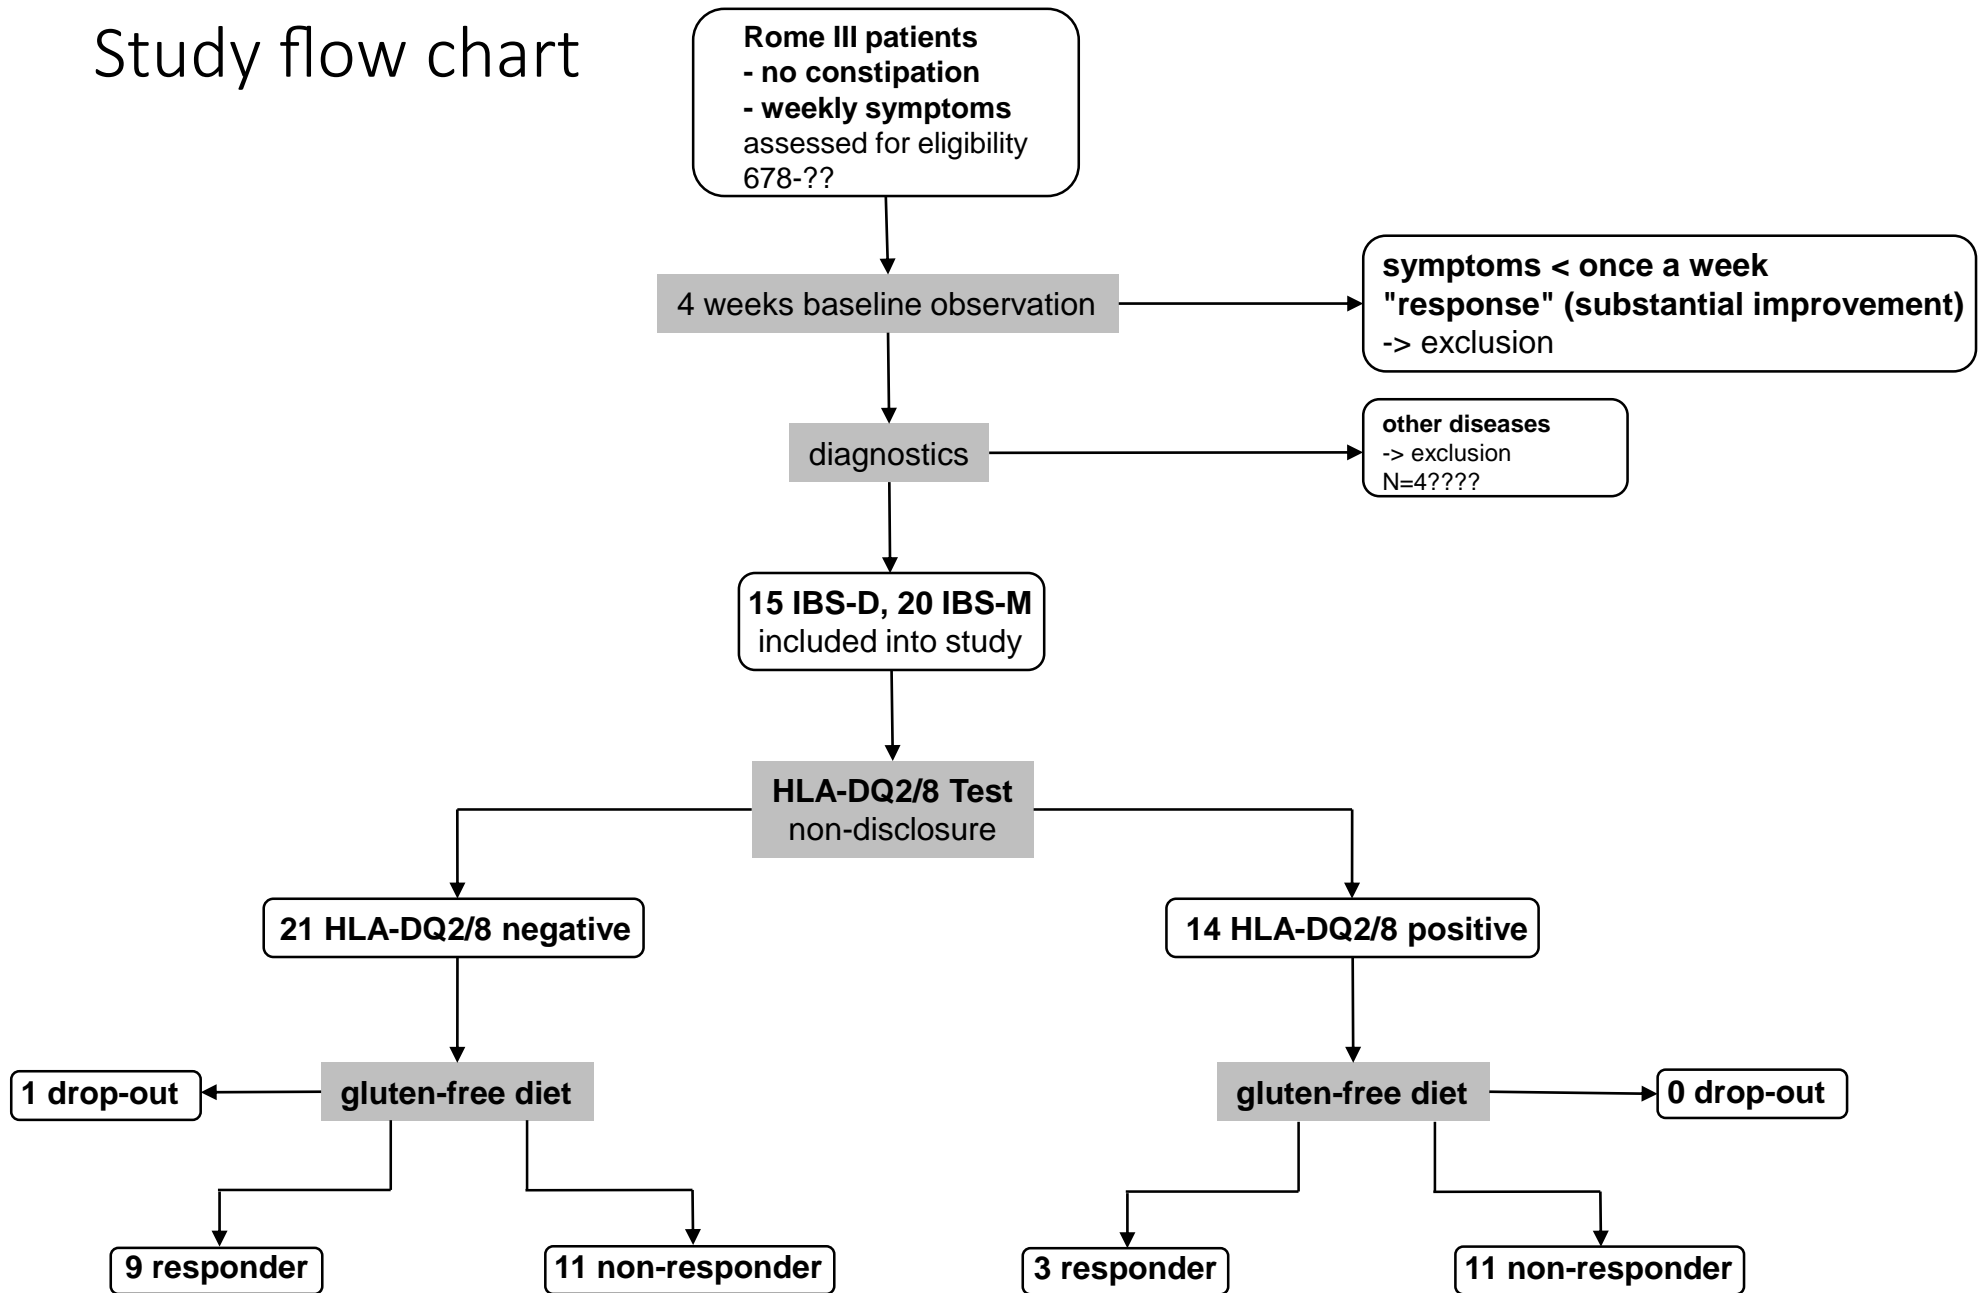 Study flow chart
Rome III patients
- no constipation
- weekly symptoms
assessed for eligibility
678-??
4 weeks baseline observation
symptoms < once a week
"response" (substantial improvement)
-> exclusion
diagnostics
other diseases
-> exclusion
N=4????
15 IBS-D, 20 IBS-M
included into study
HLA-DQ2/8 Test
non-disclosure
21 HLA-DQ2/8 negative
14 HLA-DQ2/8 positive
1 drop-out
gluten-free diet
gluten-free diet
0 drop-out
9 responder
11 non-responder
3 responder
11 non-responder